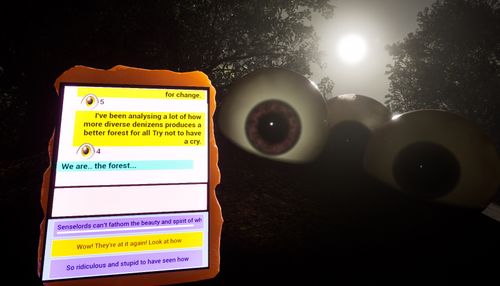 for change.
5
I've been analysing a lot of how
more diverse denizens produces a
better forest for all Try not to have
a cry.
4
We are.. the forest...
Senselords can't fathom the beauty and spirit of wh
Wow! They're at it again! Look at how
So ridiculous and stupid to have seen how